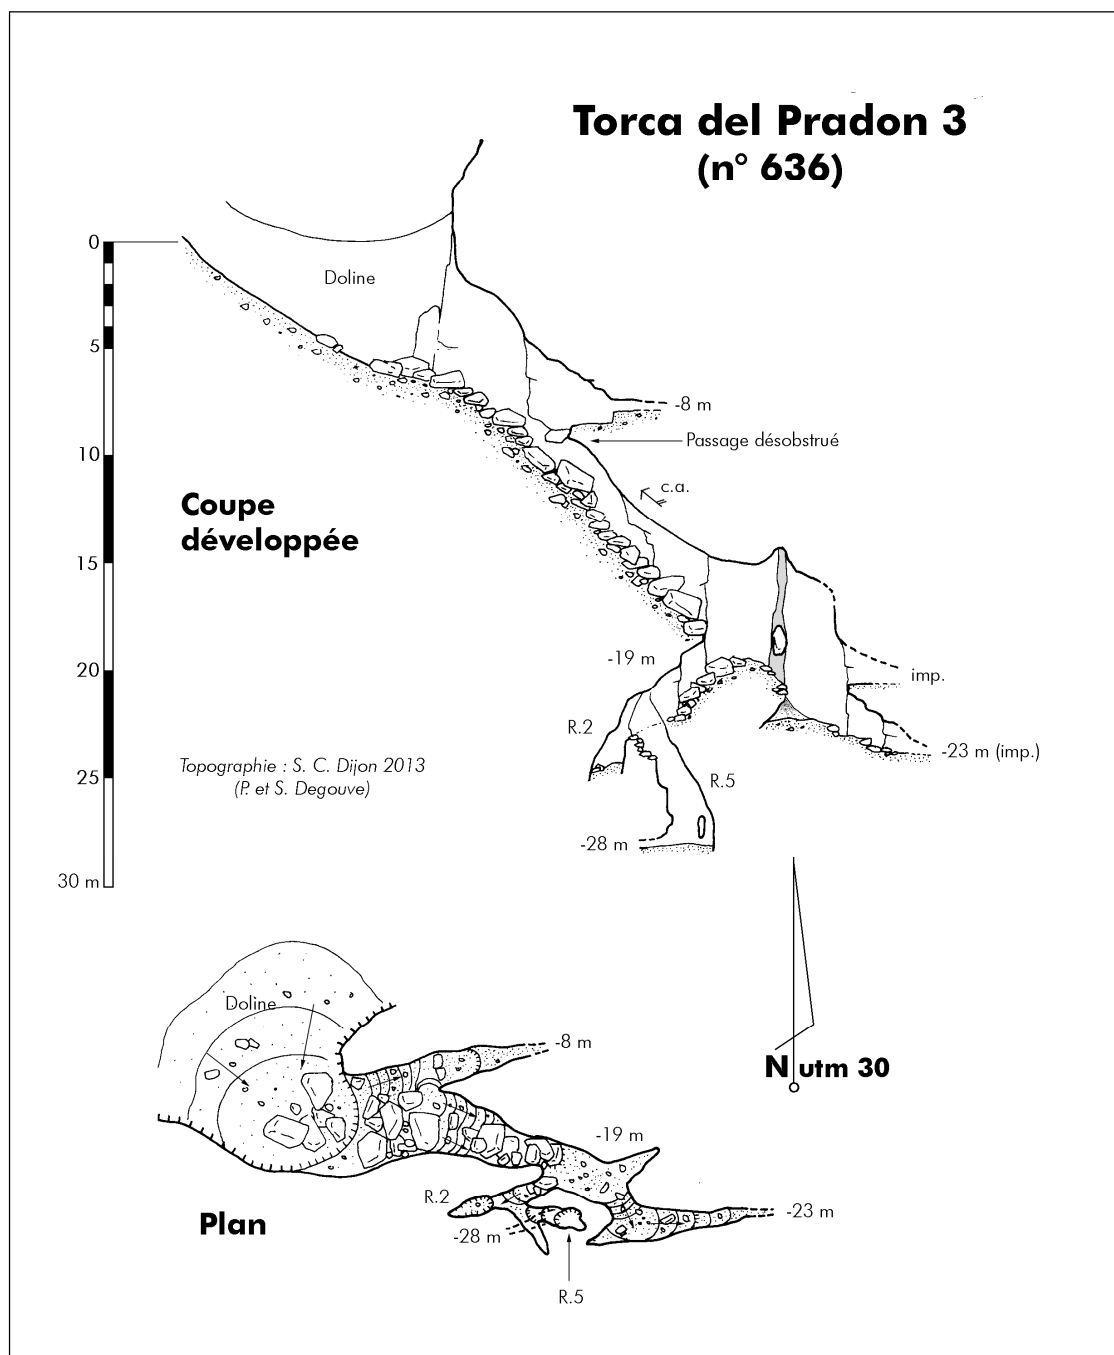 Torca del Pradon 3
(n° 636)
0
Doline
5
-8 m
Passage désobstrué
10
c.a.
Coupe
développée
15
-19 m
20
imp.
R.2
-23 m (imp.)
Topographie : S. C. Dijon 2013
(P. et S. Degouve)
25
R.5
-28 m
30 m
Doline
-8 m
N utm 30
-19 m
R.2
-23 m
Plan
-28 m
R.5